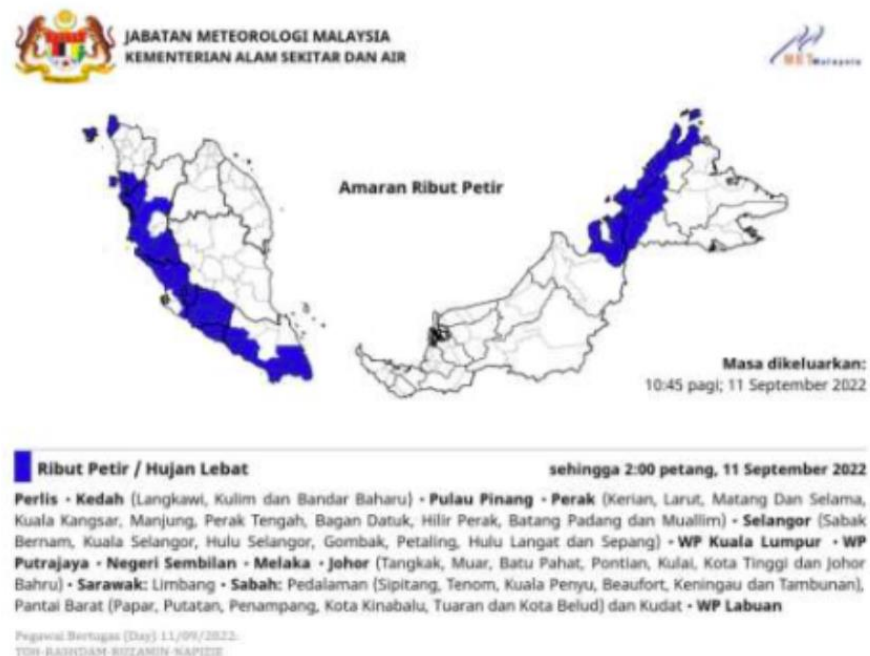 JABATAN METEOROLOGI MALAYSIA
KEMENTERIAN ALAM SEKITAR DAN AIR
MET Malaysia
Amaran Ribut Petir
Masa dikeluarkan:
10:45 pagi; 11 September 2022
Ribut Petir / Hujan Lebat
sehingga 2:00 petang, 11 September 2022
Perlis • Kedah (Langkawi, Kulim dan Bandar Baharu) • Pulau Pinang • Perak (Kerian, Larut, Matang Dan Selama,
Kuala Kangsar, Manjung, Perak Tengah, Bagan Datuk, Hilir Perak, Batang Padang dan Muallim) • Selangor (Sabak
Bernam, Kuala Selangor, Hulu Selangor, Gombak, Petaling, Hulu Langat dan Sepang) • WP Kuala Lumpur • WP
Putrajaya • Negeri Sembilan • Melaka • Johor (Tangkak, Muar, Batu Pahat, Pontian, Kulai, Kota Tinggi dan Johor
Bahru) • Sarawak: Limbang • Sabah: Pedalaman (Sipitang, Tenom, Kuala Penyu, Beaufort, Keningau dan Tambunan),
Pantai Barat (Papar, Putatan, Penampang, Kota Kinabalu, Tuaran dan Kota Belud) dan Kudat • WP Labuan
Pegawai Bertugas (Day) 11/09/2022:
TOH-RASHDAM-RUZAMIN-NAPIZIE